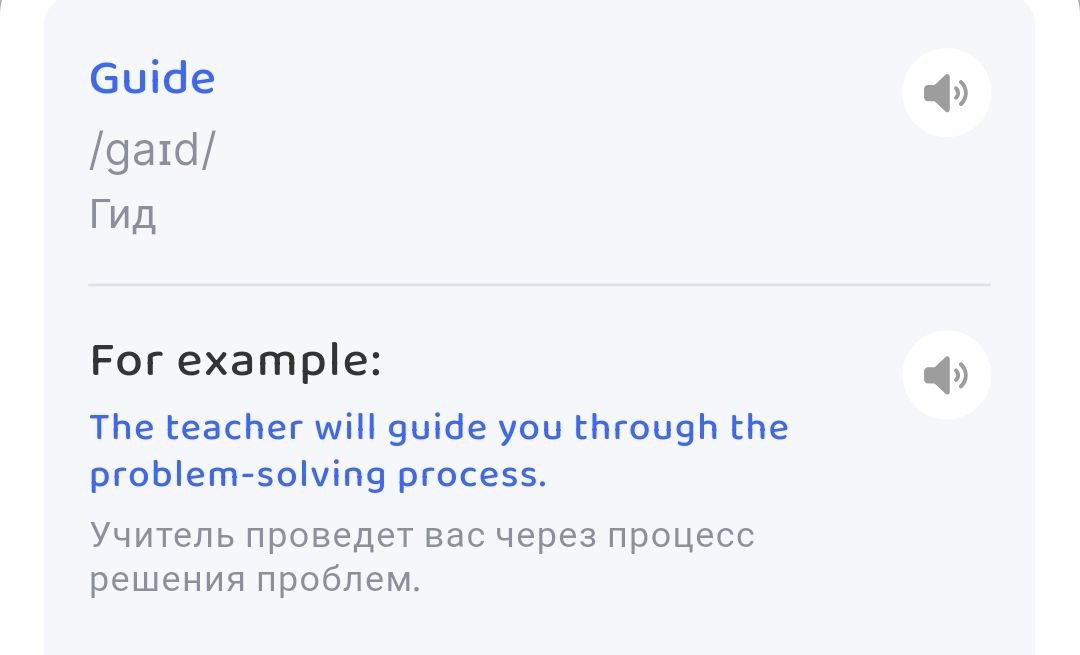 Guide
/gaɪd/
Гид
For example:
The teacher will guide you through the
problem-solving process.
Учитель проведет вас через процесс
решения проблем.